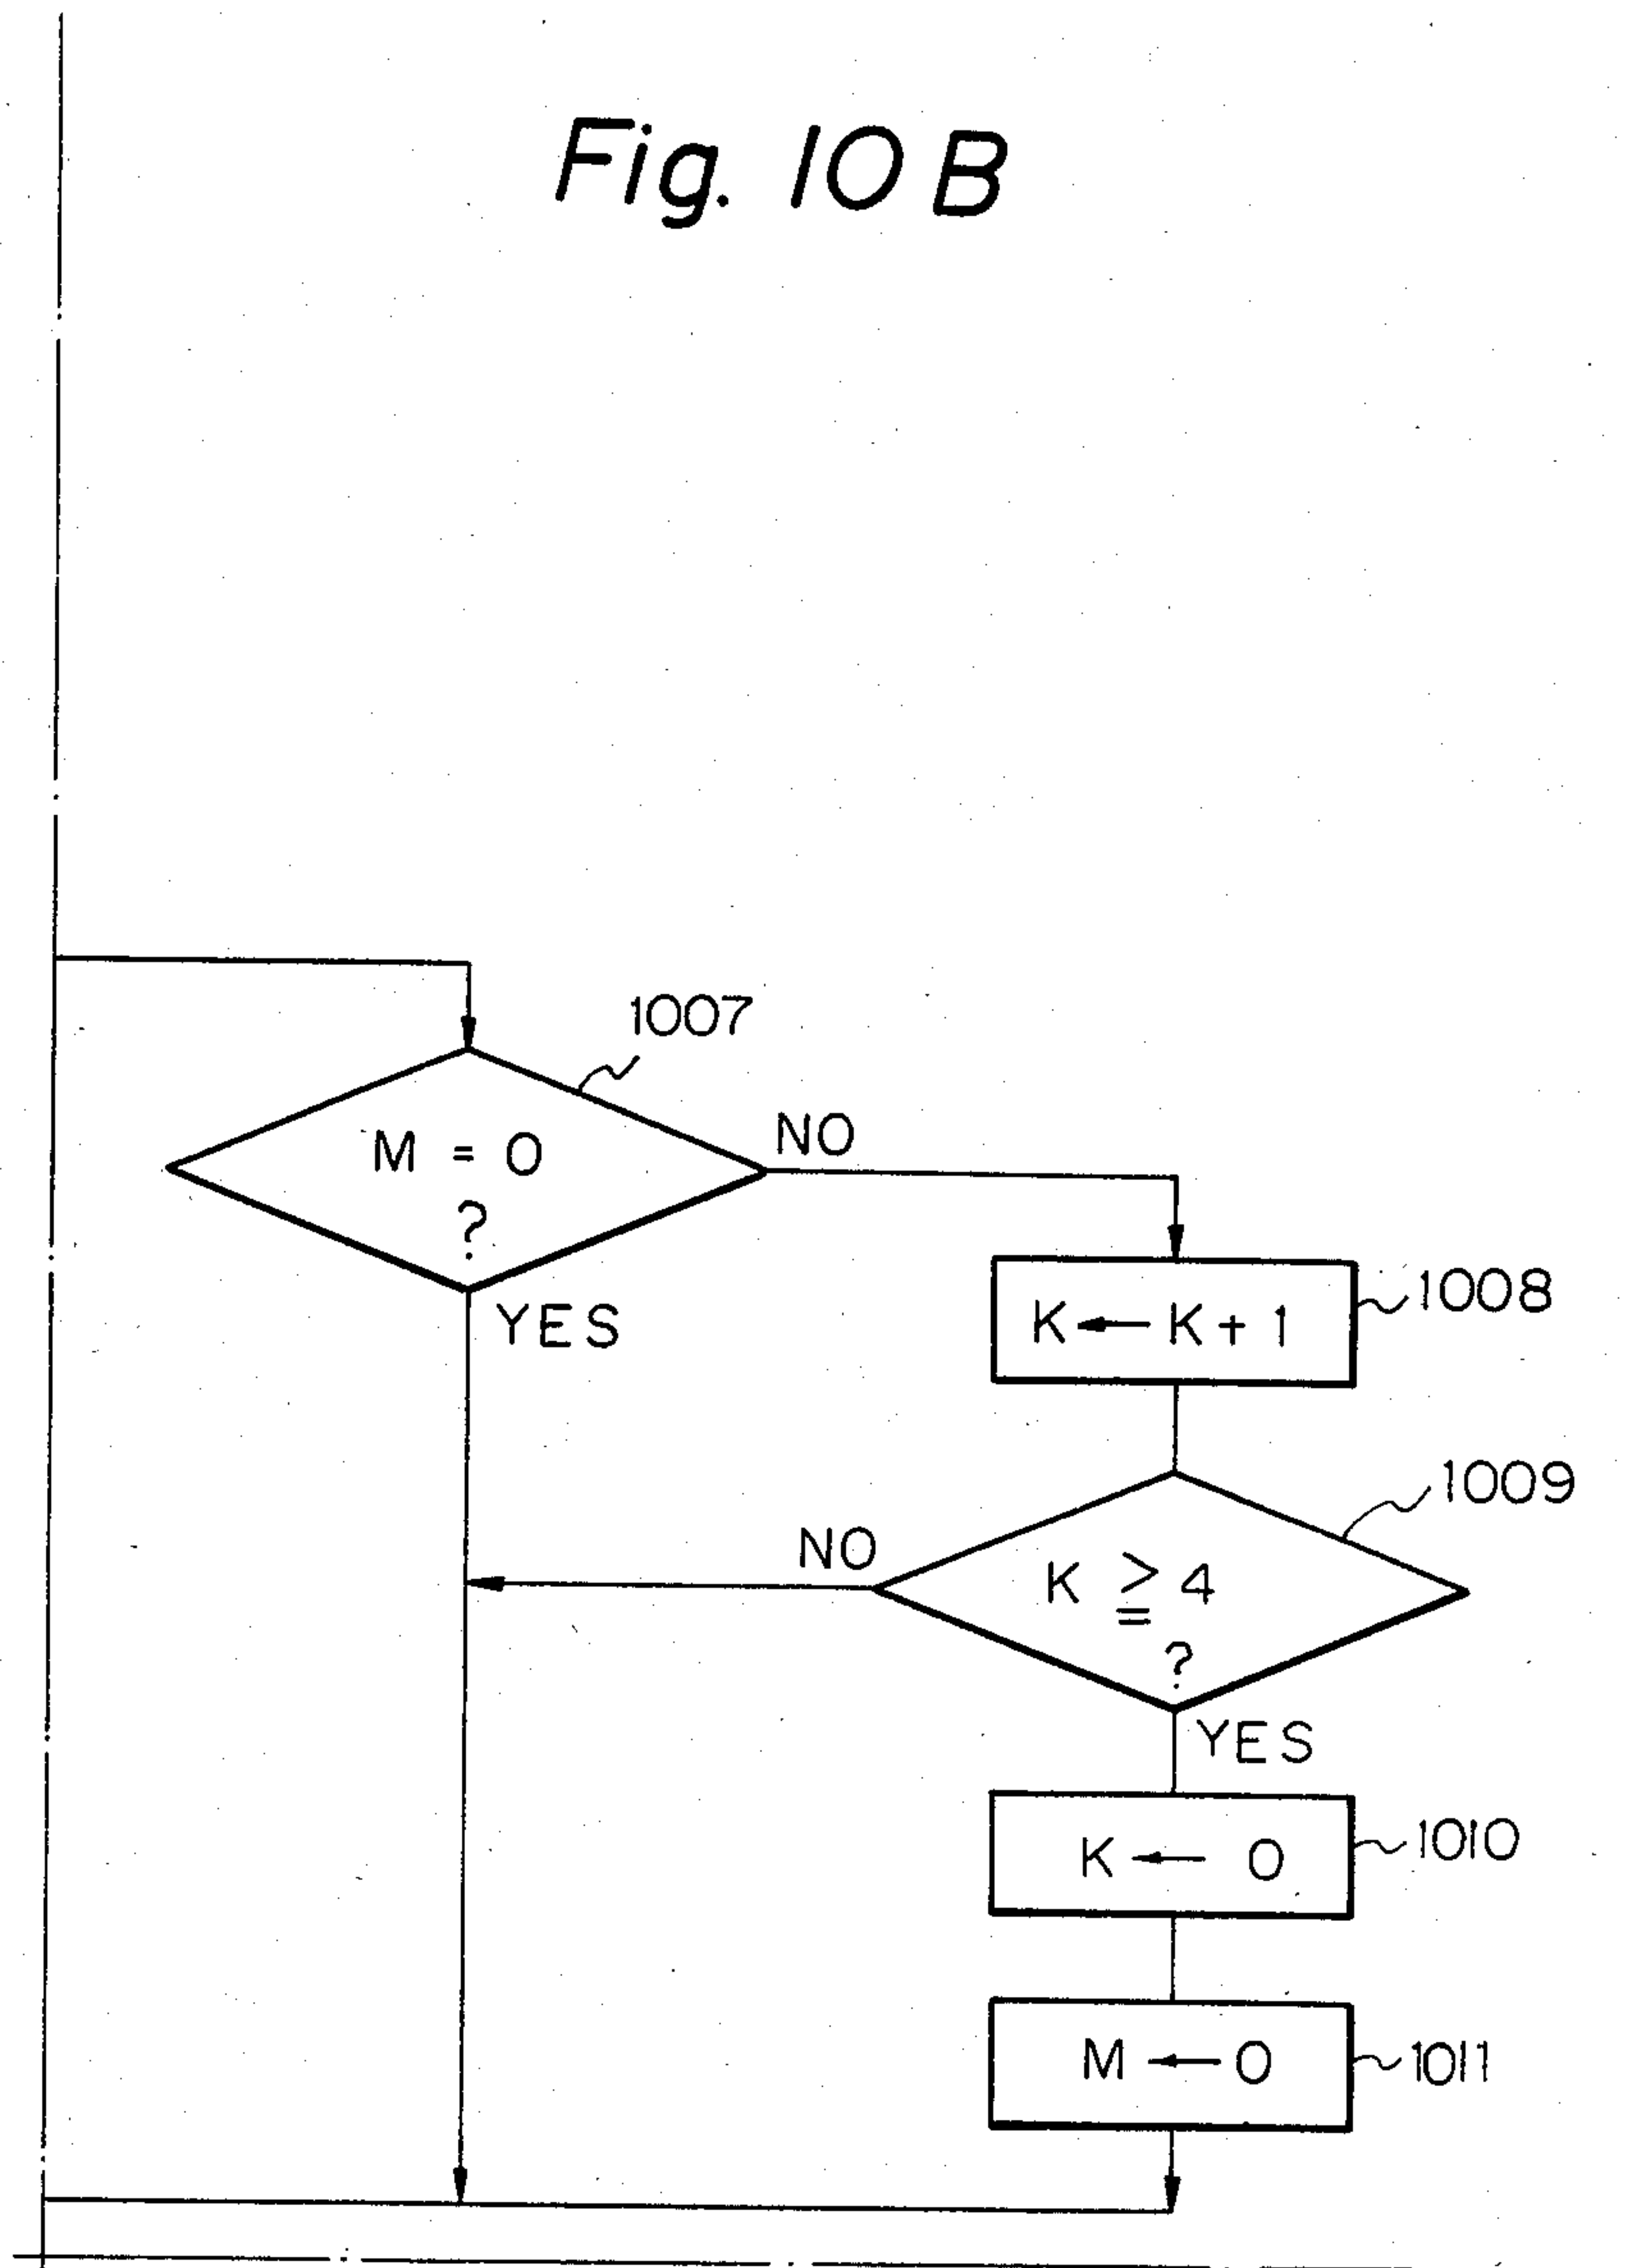 Fig. 10 B
1007
M = 0
?
NO
YES
1008
K ← K + 1
1009
NO
K ≧ 4
?
YES
1010
K ← 0
1011
M ← 0